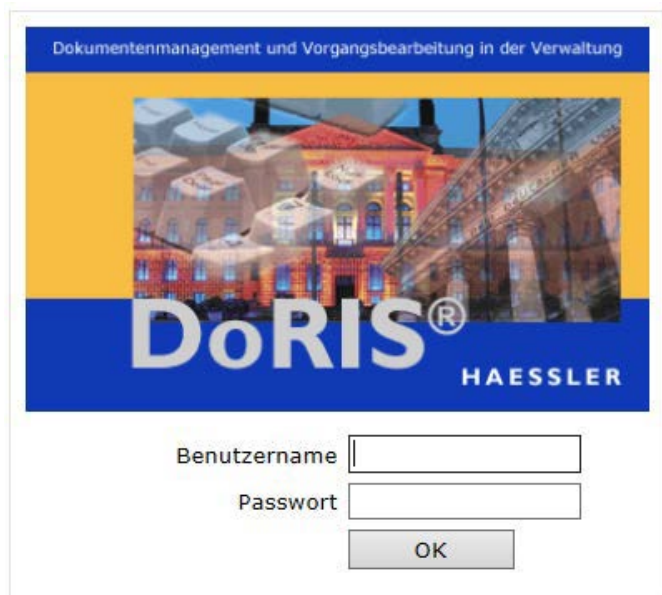 Dokumentenmanagement und Vorgangsbearbeitung in der Verwaltung
DoRIS®
HAESSLER
Benutzername
Passwort
OK